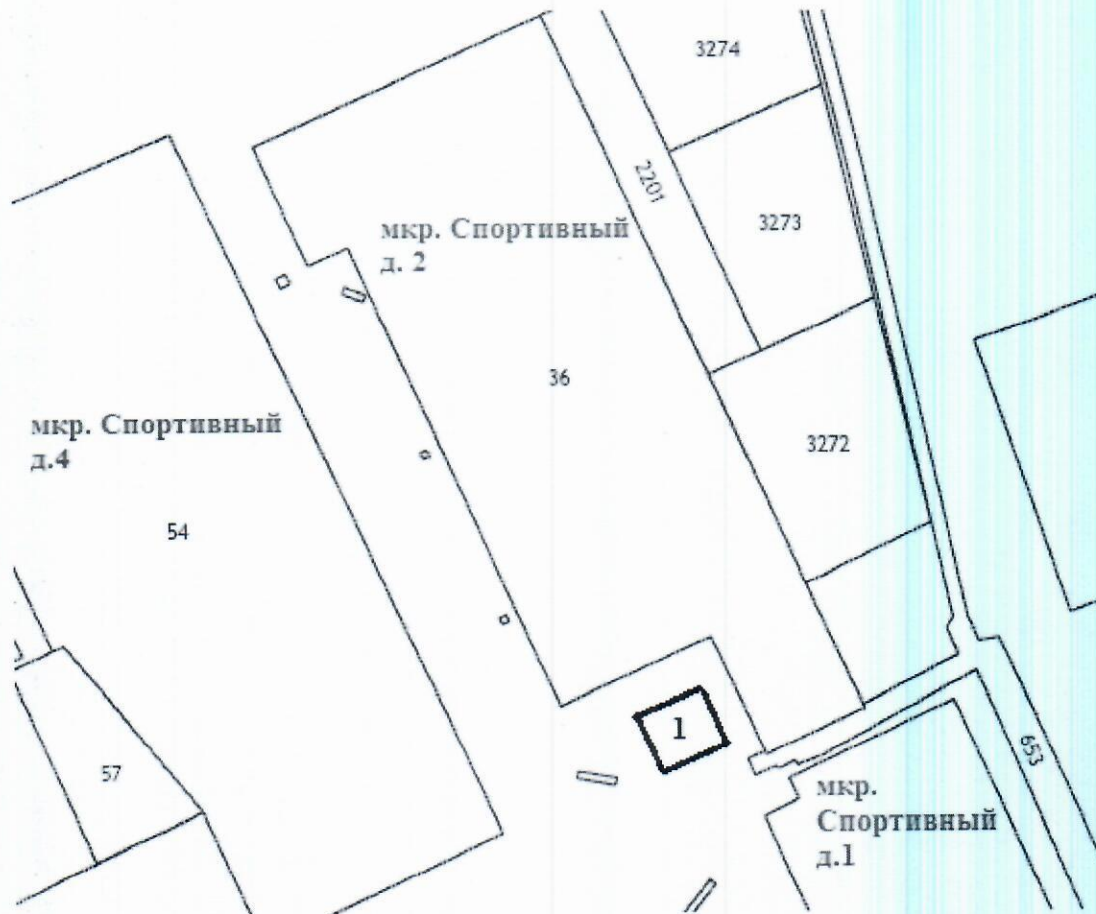 3274
2201
3273
мкр. Спортивный
д. 2
36
мкр. Спортивный
д.4
3272
54
1
653
57
мкр.
Спортивный
д.1